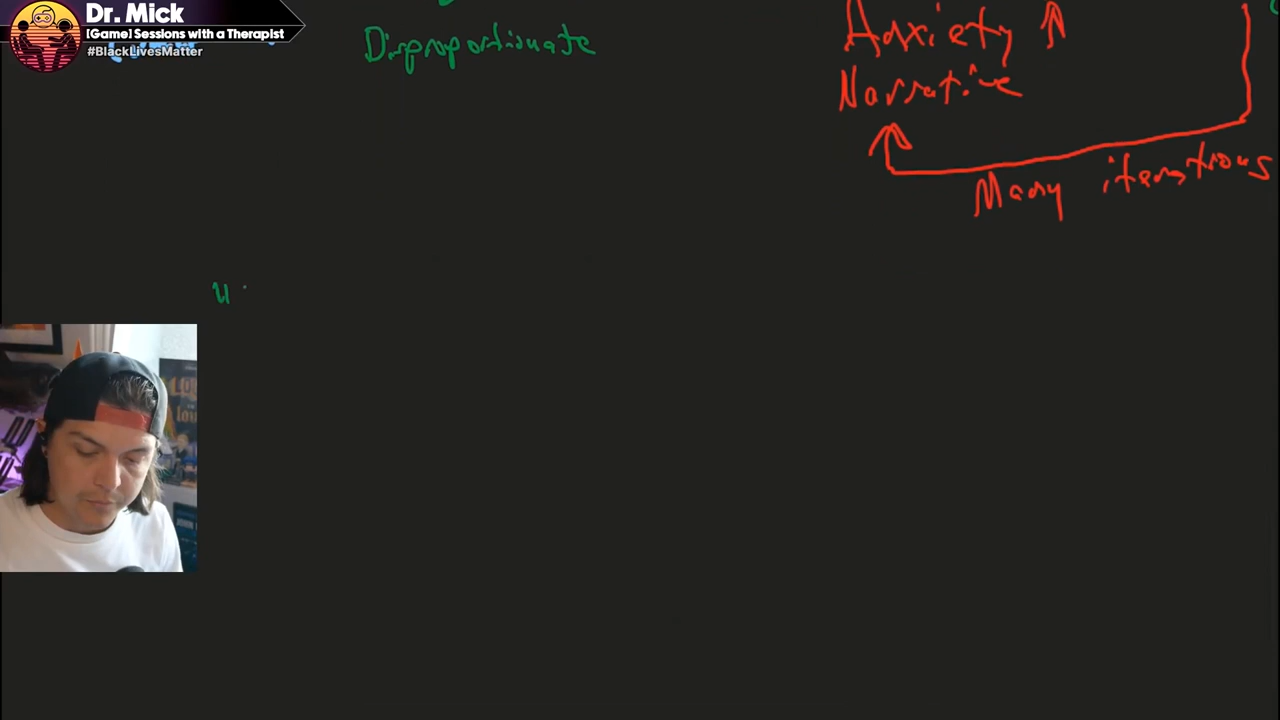 Dr. Mick
[Game] Sessions with a Therapist
#BlackLivesMatter
Disproportionate
Anxiety ↑
Narrative
Many iterations